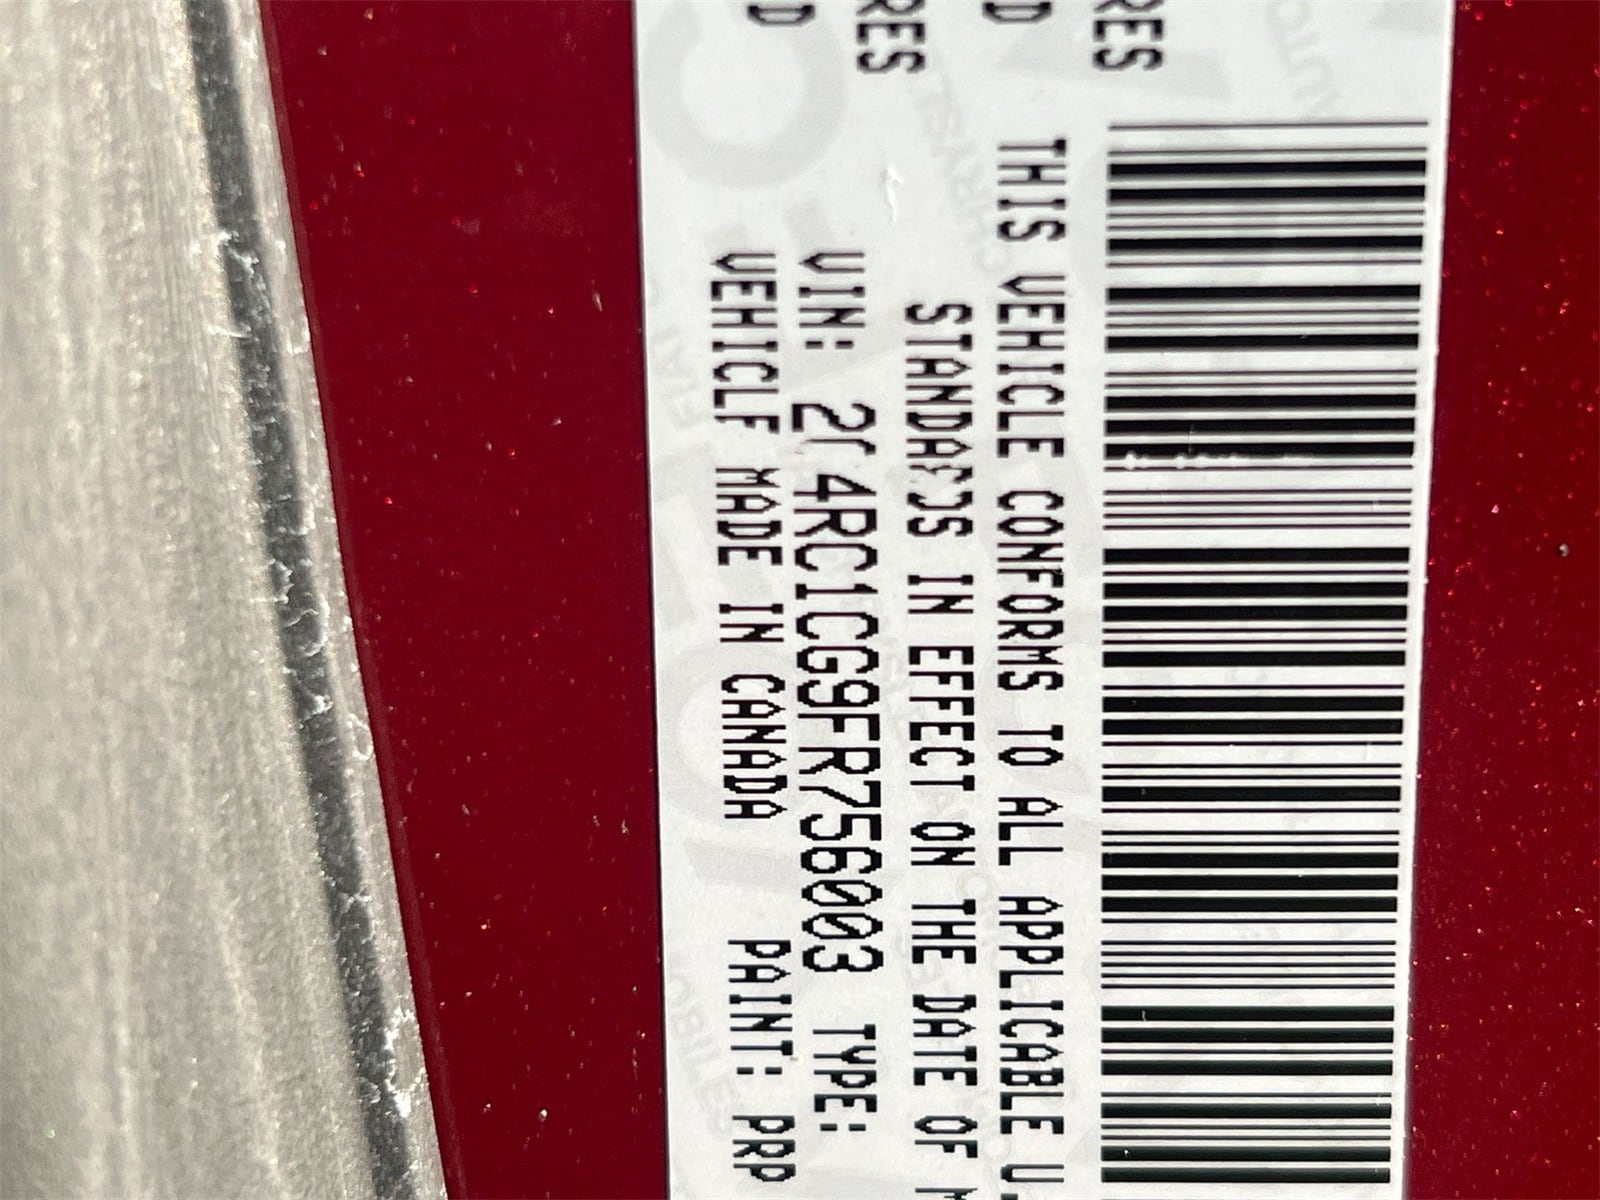 RES
D
THIS VEHICLE CONFORMS TO ALL APPLICABLE U.
RES
STANDARDS IN EFFECT ON THE DATE OF M
D
VIN: 2C4RC1CG9FR756003 TYPE:
VEHICLE MADE IN CANADA PAINT: PRP